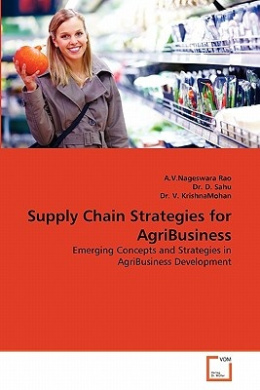 A.V.Nageswara Rao
Dr. D. Sahu
Dr. V. KrishnaMohan
Supply Chain Strategies for
AgriBusiness
Emerging Concepts and Strategies in
AgriBusiness Development
VDM